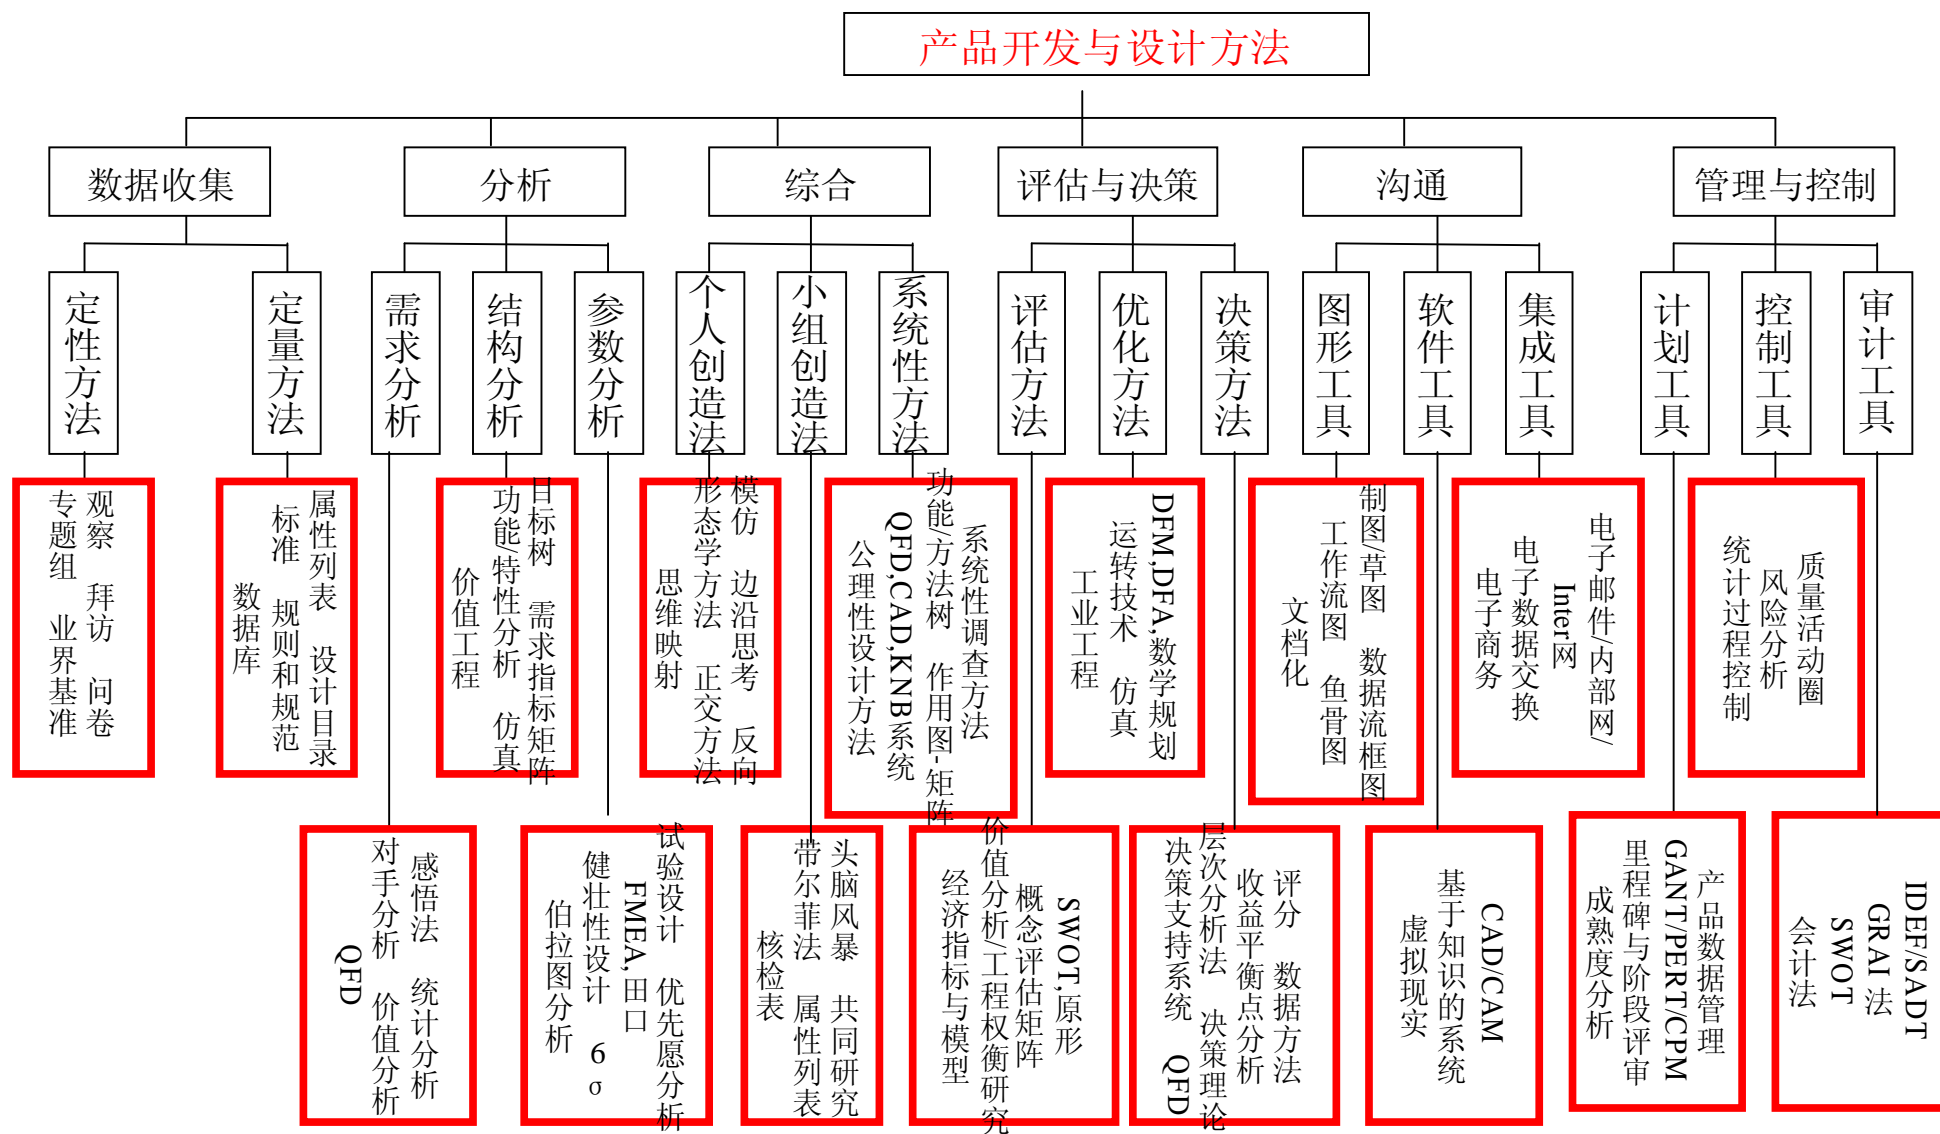 产品开发与设计方法
数据收集
分析
综合
评估与决策
沟通
管理与控制
定性方法
定量方法
需求分析
结构分析
参数分析
个人创造法
小组创造法
系统性方法
评估方法
优化方法
决策方法
图形工具
软件工具
集成工具
计划工具
控制工具
审计工具
观察 拜访 问卷
专题组 业界基准
属性列表 设计目录
标准 规则和规范
数据库
目标树 需求指标矩阵
功能/特性分析 仿真
价值工程
模仿 边沿思考 反向
形态学方法 正交方法
思维映射
系统性调查方法
功能/方法树 作用图-矩阵
QFD,CAD,KNB系统
公理性设计方法
DFM,DFA,数学规划
运转技术 仿真
工业工程
制图/草图 数据流框图
工作流图 鱼骨图
文档化
电子邮件/内部网/
Inter网
电子数据交换
电子商务
质量活动圈
风险分析
统计过程控制
感悟法 统计分析
对手分析 价值分析
QFD
试验设计 优先愿分析
FMEA,田口
健壮性设计 6σ
伯拉图分析
头脑风暴 共同研究
带尔菲法 属性列表
核检表
SWOT,原形
概念评估矩阵
价值分析/工程权衡研究
经济指标与模型
评分 数据方法
收益平衡点分析
层次分析法 决策理论
决策支持系统 QFD
CAD/CAM
基于知识的系统
虚拟现实
产品数据管理
GANT/PERT/CPM
里程碑与阶段评审
成熟度分析
IDEF/SADT
GRAI 法
SWOT
会计法